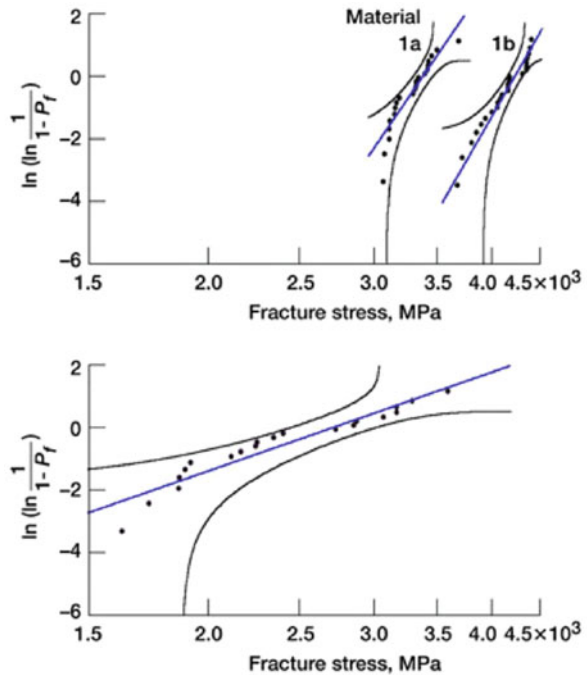 Material
1a 1b
2
0
−2
−4
−6
ln (ln 1/1- Pf)
1.5 2.0 2.5 3.0 3.5 4.0 4.5×10³
Fracture stress, MPa
2
0
−2
−4
−6
ln (ln 1/1- Pf)
1.5 2.0 2.5 3.0 3.5 4.0 4.5×10³
Fracture stress, MPa